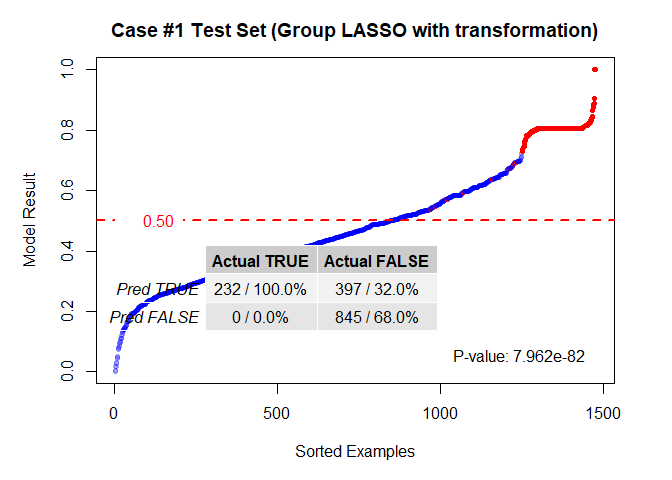 Case #1 Test Set (Group LASSO with transformation)
Model Result
1.0
0.8
0.6
0.4
0.2
0.0
0.50
Actual TRUE Actual FALSE
Pred TRUE 232 / 100.0% 397 / 32.0%
Pred FALSE 0 / 0.0% 845 / 68.0%
P-value: 7.962e-82
0 500 1000 1500
Sorted Examples